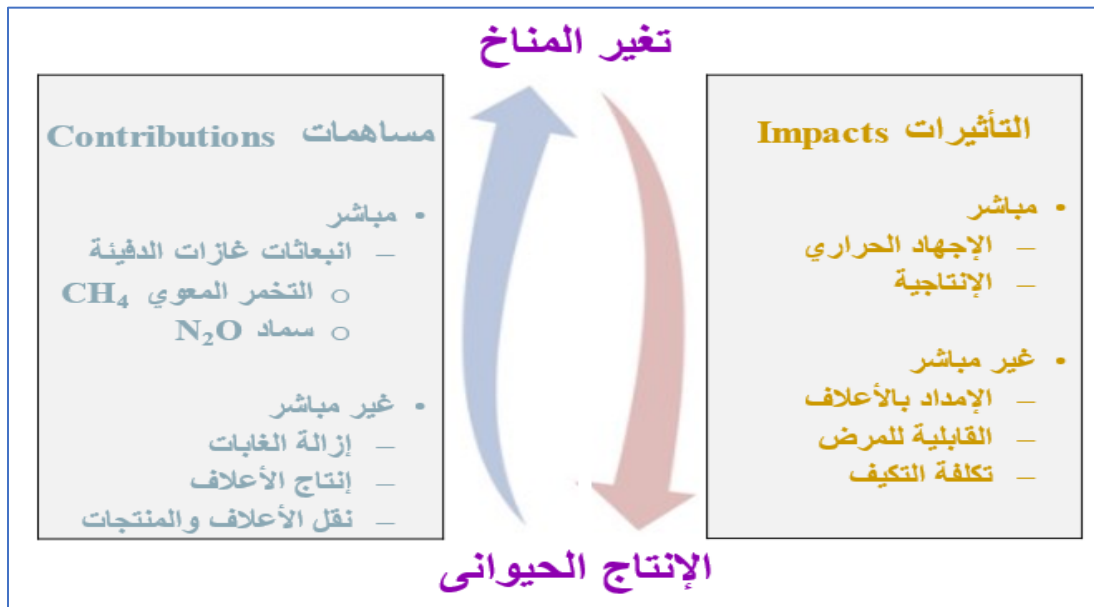 تغير المناخ
التأثيرات Impacts
• مباشر
– الإجهاد الحراري
– الإنتاجية
• غير مباشر
– الإمداد بالأعلاف
– القابلية للمرض
– تكلفة التكيف
مساهمات Contributions
• مباشر
– انبعاثات غازات الدفيئة
o التخمر المعوي CH₄
o سماد N₂O
• غير مباشر
– إزالة الغابات
– إنتاج الأعلاف
– نقل الأعلاف والمنتجات
الإنتاج الحيوانى